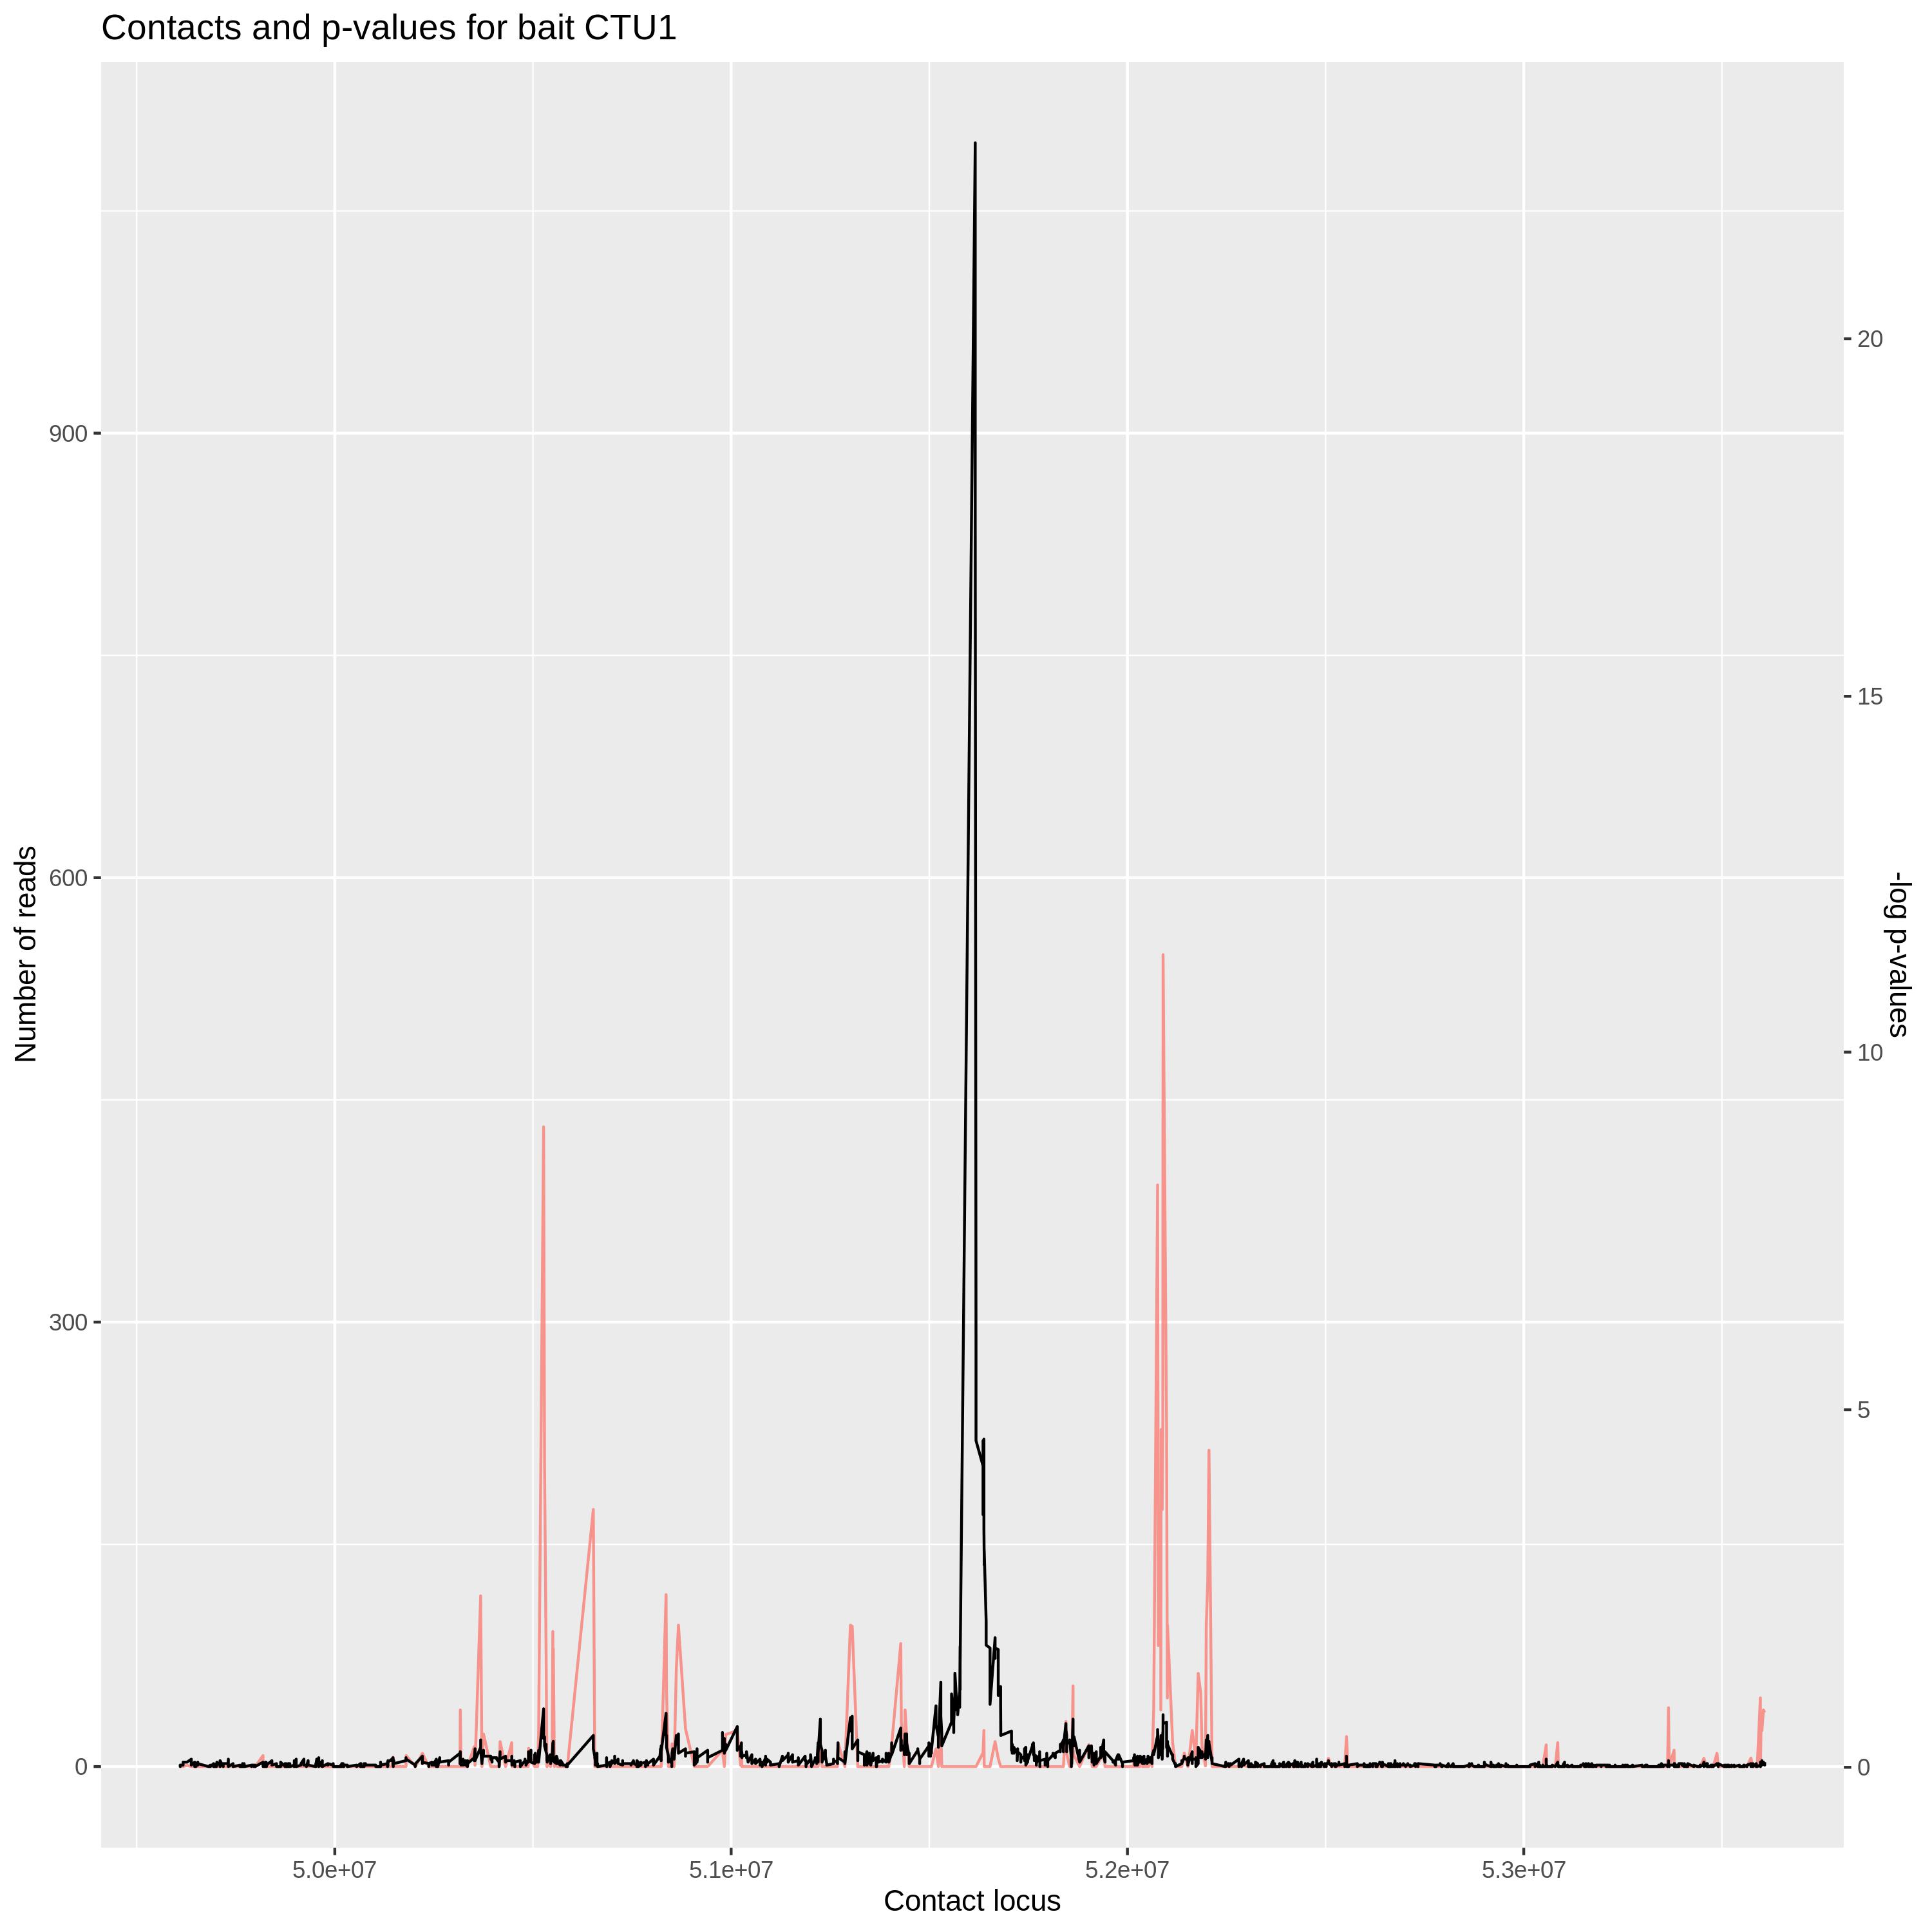 Contacts and p-values for bait CTU1
Number of reads
900
600
300
0
20
15
10
5
0
-log p-values
5.0e+07 5.1e+07 5.2e+07 5.3e+07
Contact locus